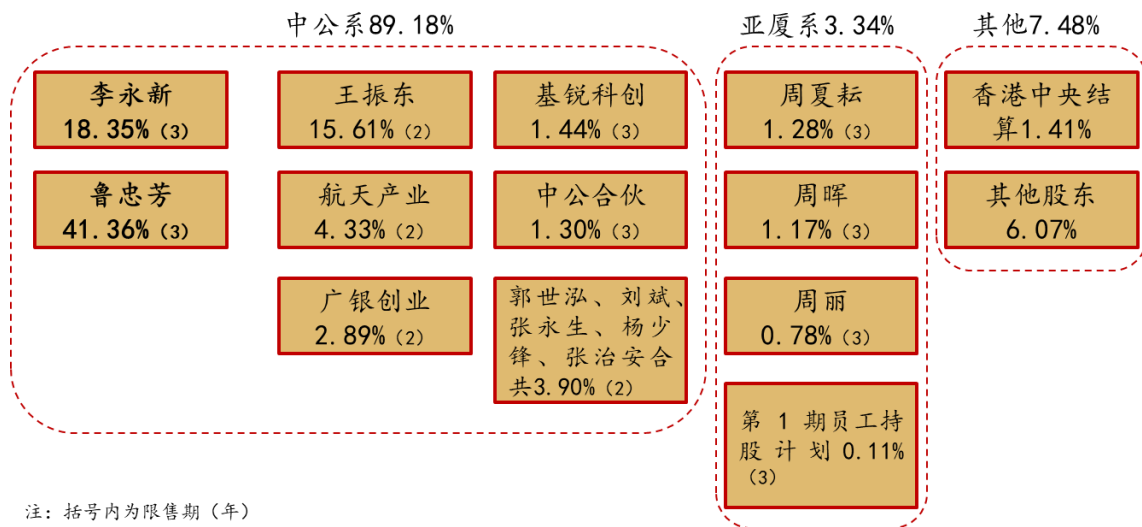 中公系89.18%
李永新
18.35%（3）
鲁忠芳
41.36%（3）
王振东
15.61%（2）
航天产业
4.33%（2）
广银创业
2.89%（2）
基锐科创
1.44%（3）
中公合伙
1.30%（3）
郭世泓、刘斌、
张永生、杨少
锋、张治安合
共3.90%（2）
亚厦系3.34%
周夏耘
1.28%（3）
周晖
1.17%（3）
周丽
0.78%（3）
第 1 期员工持
股计划0.11%
（3）
其他7.48%
香港中央结
算1.41%
其他股东
6.07%
注：括号内为限售期（年）